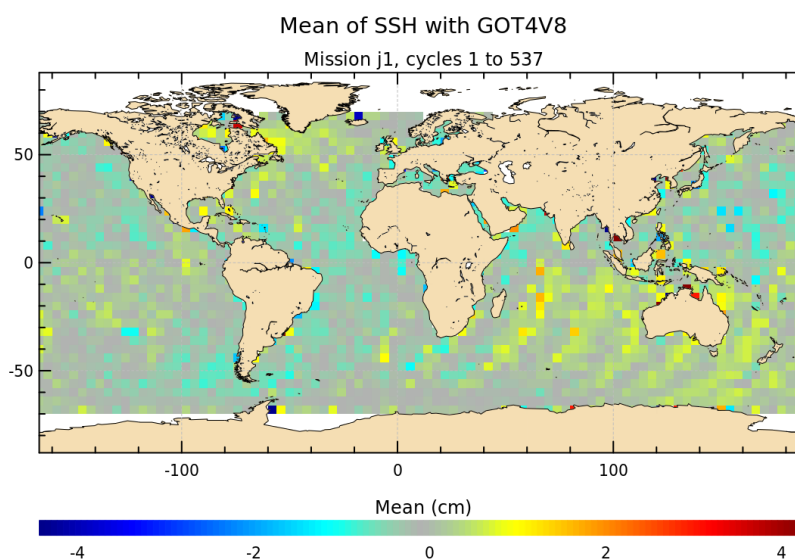 Mean of SSH with GOT4V8
Mission j1, cycles 1 to 537
50
0
-50
-100 0 100
Mean (cm)
-4 -2 0 2 4